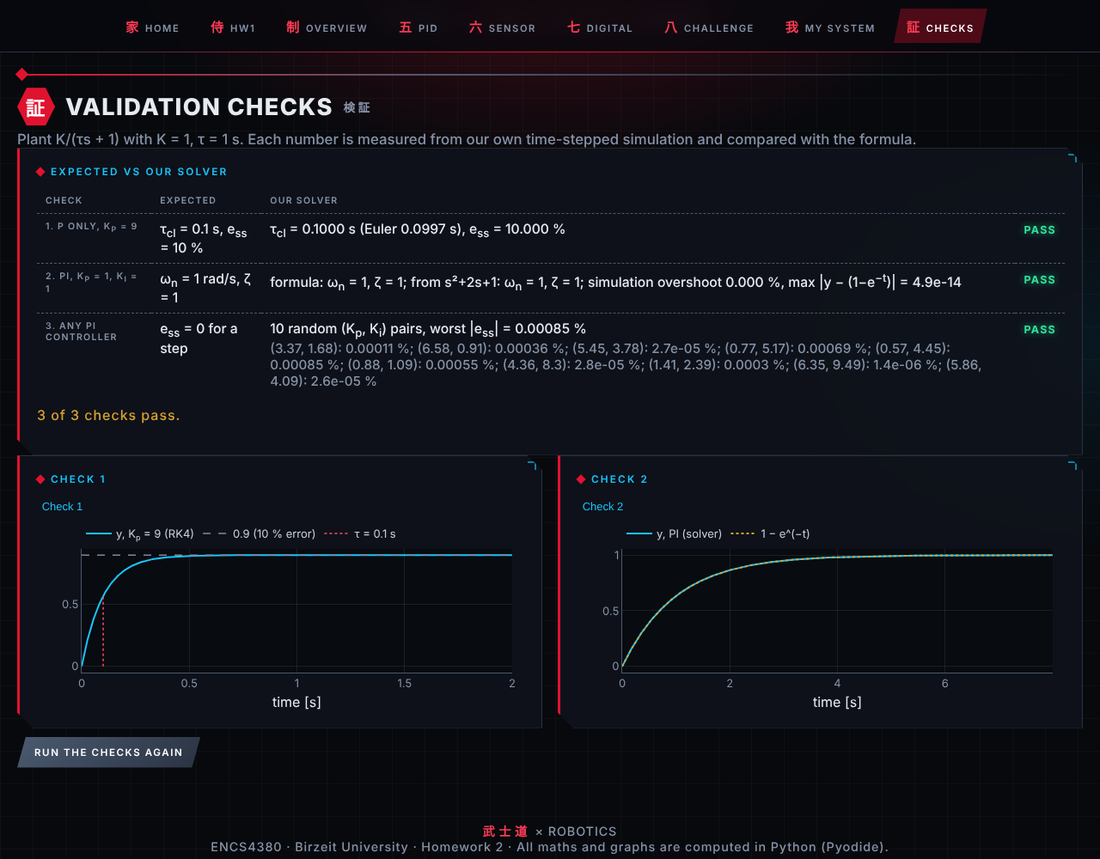 家 HOME 侍 HW1 制 OVERVIEW 五 PID 六 SENSOR 七 DIGITAL 八 CHALLENGE 我 MY SYSTEM 証 CHECKS
証 VALIDATION CHECKS 検証
Plant K/(τs + 1) with K = 1, τ = 1 s. Each number is measured from our own time-stepped simulation and compared with the formula.
EXPECTED VS OUR SOLVER
CHECK EXPECTED OUR SOLVER
1. P ONLY, Kₚ = 9 τcl = 0.1 s, ess = 10 % τcl = 0.1000 s (Euler 0.0997 s), ess = 10.000 % PASS
2. PI, Kₚ = 1, Kᵢ = 1 ωn = 1 rad/s, ζ = 1 formula: ωn = 1, ζ = 1; from s²+2s+1: ωn = 1, ζ = 1; simulation overshoot 0.000 %, max |y − (1−e⁻ᵗ)| = 4.9e-14 PASS
3. ANY PI CONTROLLER ess = 0 for a step 10 random (Kp, Ki) pairs, worst |ess| = 0.00085 % PASS
(3.37, 1.68): 0.00011 %; (6.58, 0.91): 0.00036 %; (5.45, 3.78): 2.7e-05 %; (0.77, 5.17): 0.00069 %; (0.57, 4.45):
0.00085 %; (0.88, 1.09): 0.00055 %; (4.36, 8.3): 2.8e-05 %; (1.41, 2.39): 0.0003 %; (6.35, 9.49): 1.4e-06 %; (5.86,
4.09): 2.6e-05 %
3 of 3 checks pass.
CHECK 1
Check 1
y, Kp = 9 (RK4) 0.9 (10 % error) τ = 0.1 s
0.5
0
0 0.5 1 1.5 2
time [s]
CHECK 2
Check 2
y, PI (solver) 1 − e^(−t)
1
0.5
0
0 2 4 6
time [s]
RUN THE CHECKS AGAIN
武士道 × ROBOTICS
ENCS4380 · Birzeit University · Homework 2 · All maths and graphs are computed in Python (Pyodide).